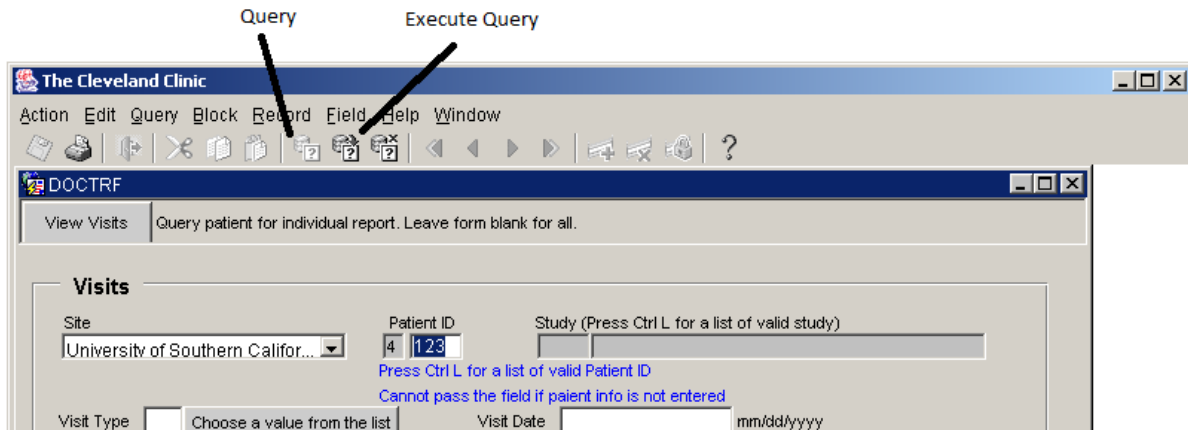 Query
Execute Query
The Cleveland Clinic
Action Edit Query Block Record Field Help Window
DOCTRF
View Visits Query patient for individual report. Leave form blank for all.
Visits
Site Patient ID Study (Press Ctrl L for a list of valid study)
University of Southern Califor... 4 123
Press Ctrl L for a list of valid Patient ID
Cannot pass the field if paient info is not entered
Visit Type Choose a value from the list Visit Date mm/dd/yyyy